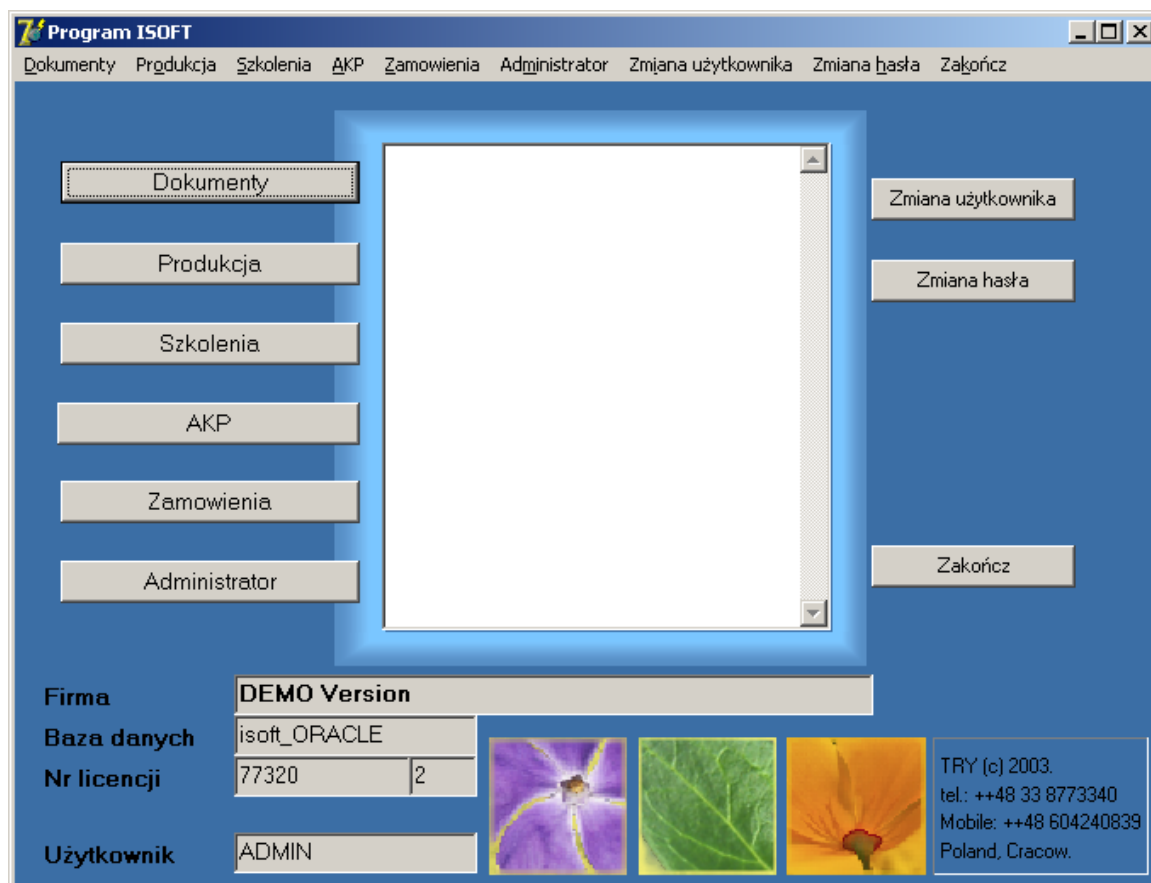 Program ISOFT
Dokumenty Produkcja Szkolenia AKP Zamowienia Administrator Zmiana użytkownika Zmiana hasła Zakończ
Dokumenty
Produkcja
Szkolenia
AKP
Zamowienia
Administrator
Zmiana użytkownika
Zmiana hasła
Zakończ
Firma DEMO Version
Baza danych isoft_ORACLE
Nr licencji 77320 2
Użytkownik ADMIN
TRY (c) 2003.
tel.: ++48 33 8773340
Mobile: ++48 604240839
Poland, Cracow.